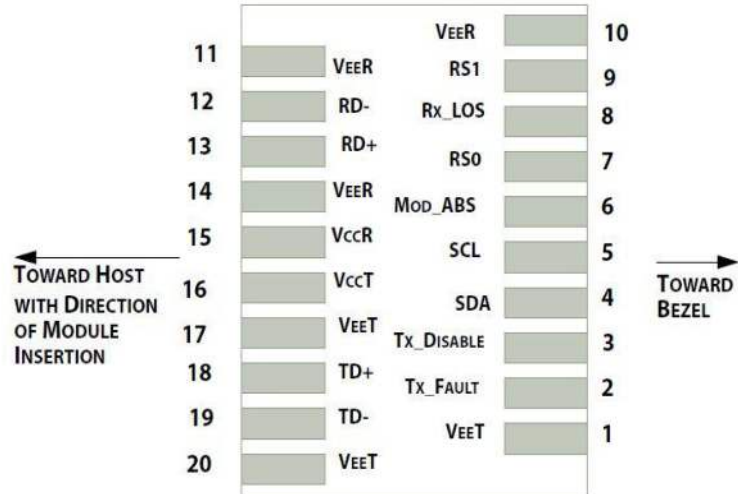 11 VEER
12 RD-
13 RD+
14 VEER
15 VCCR
16 VCCT
17 VEET
18 TD+
19 TD-
20 VEET
VEER 10
RS1 9
RX_LOS 8
RS0 7
MOD_ABS 6
SCL 5
SDA 4
TX_DISABLE 3
TX_FAULT 2
VEET 1
TOWARD HOST
WITH DIRECTION
OF MODULE
INSERTION
TOWARD
BEZEL